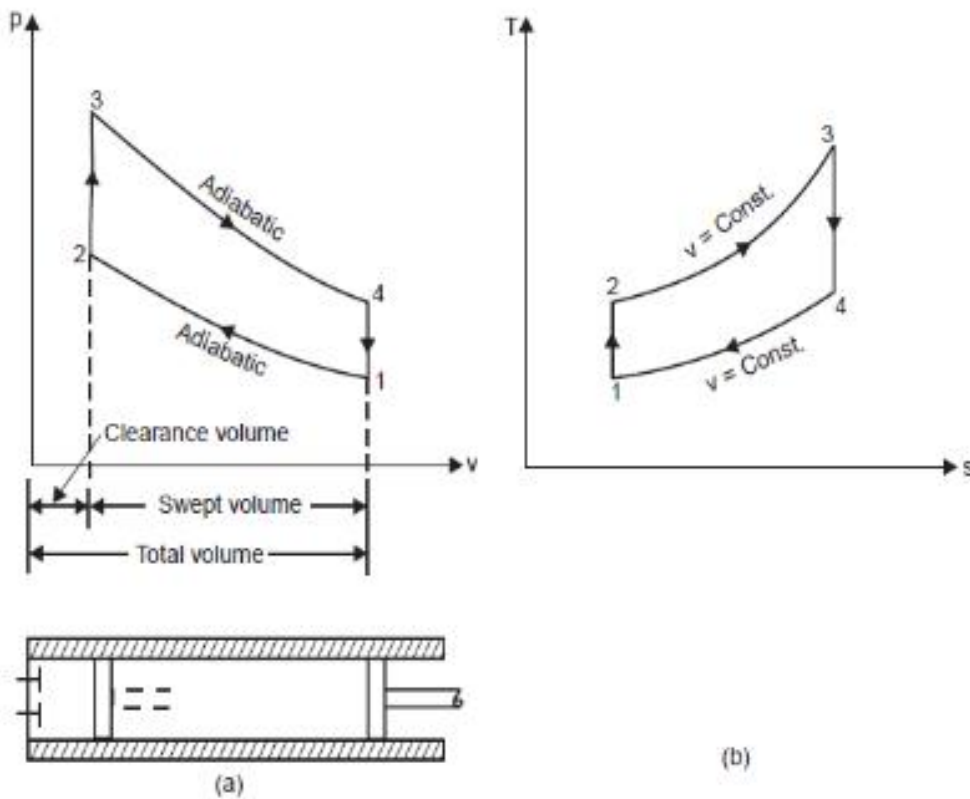 p
T
3
3
Adiabatic
v = Const.
2
2
4
4
Adiabatic
v = Const.
1
1
Clearance volume
v
s
Swept volume
Total volume
(a)
(b)